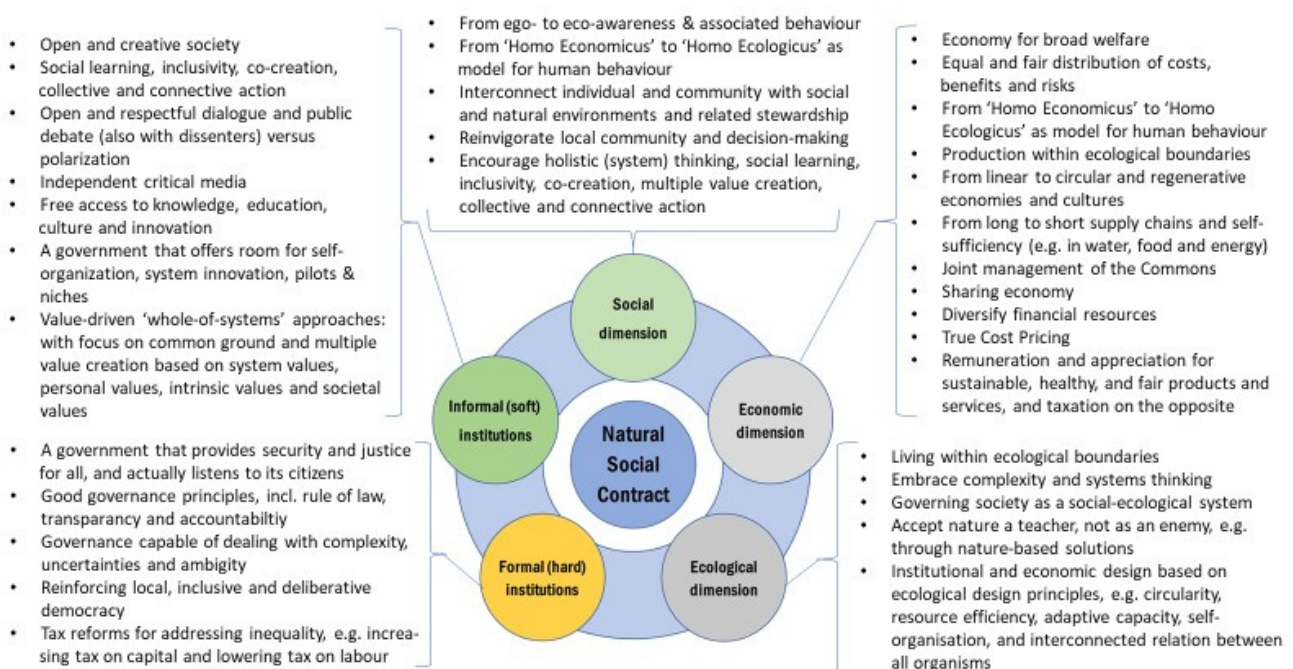 • Open and creative society
• Social learning, inclusivity, co-creation,
collective and connective action
• Open and respectful dialogue and public
debate (also with dissenters) versus
polarization
• Independent critical media
• Free access to knowledge, education,
culture and innovation
• A government that offers room for self-
organization, system innovation, pilots &
niches
• Value-driven ‘whole-of-systems’ approaches:
with focus on common ground and multiple
value creation based on system values,
personal values, intrinsic values and societal
values
• From ego- to eco-awareness & associated behaviour
• From ‘Homo Economicus’ to ‘Homo Ecologicus’ as
model for human behaviour
• Interconnect individual and community with social
and natural environments and related stewardship
• Reinvigorate local community and decision-making
• Encourage holistic (system) thinking, social learning,
inclusivity, co-creation, multiple value creation,
collective and connective action
• Economy for broad welfare
• Equal and fair distribution of costs,
benefits and risks
• From ‘Homo Economicus’ to ‘Homo
Ecologicus’ as model for human behaviour
• Production within ecological boundaries
• From linear to circular and regenerative
economies and cultures
• From long to short supply chains and self-
sufficiency (e.g. in water, food and energy)
• Joint management of the Commons
• Sharing economy
• Diversify financial resources
• True Cost Pricing
• Remuneration and appreciation for
sustainable, healthy, and fair products and
services, and taxation on the opposite
Social
dimension
Informal (soft)
institutions
Economic
dimension
Natural
Social
Contract
Formal (hard)
institutions
Ecological
dimension
• A government that provides security and justice
for all, and actually listens to its citizens
• Good governance principles, incl. rule of law,
transparancy and accountabiltiy
• Governance capable of dealing with complexity,
uncertainties and ambigity
• Reinforcing local, inclusive and deliberative
democracy
• Tax reforms for addressing inequality, e.g. increa-
sing tax on capital and lowering tax on labour
• Living within ecological boundaries
• Embrace complexity and systems thinking
• Governing society as a social-ecological system
• Accept nature a teacher, not as an enemy, e.g.
through nature-based solutions
• Institutional and economic design based on
ecological design principles, e.g. circularity,
resource efficiency, adaptive capacity, self-
organisation, and interconnected relation between
all organisms